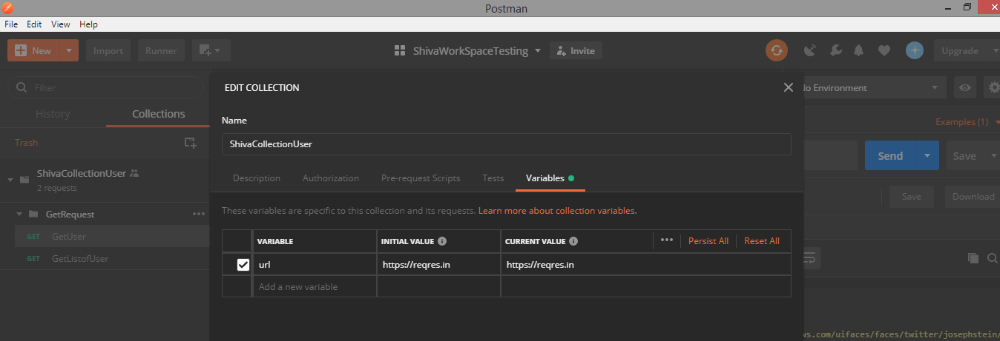 Postman
File Edit View Help
New Import Runner ShivaWorkSpaceTesting Invite Upgrade
Filter
History Collections
Trash
ShivaCollectionUser
2 requests
GetRequest
GET GetUser
GET GetListofUser
EDIT COLLECTION
Name
ShivaCollectionUser
Description Authorization Pre-request Scripts Tests Variables
These variables are specific to this collection and its requests. Learn more about collection variables.
VARIABLE INITIAL VALUE CURRENT VALUE Persist All Reset All
url https://reqres.in https://reqres.in
Add a new variable
No Environment
Examples (1)
Send Save
Save Download
ws.com/uifaces/faces/twitter/josephstein/